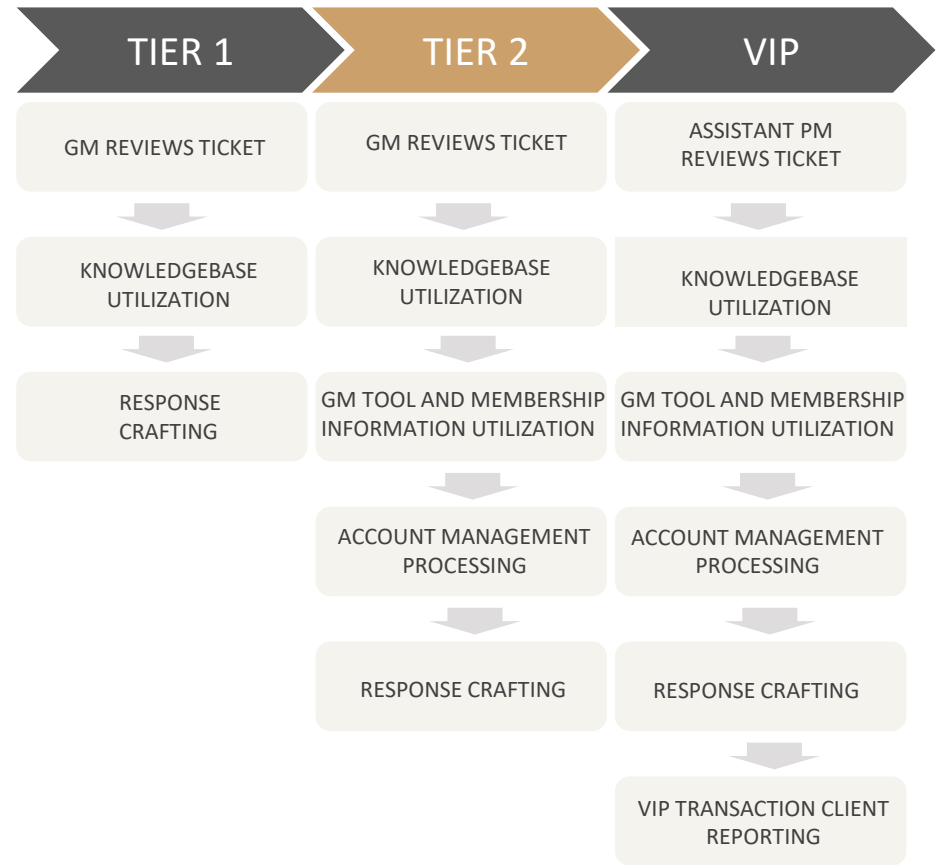 TIER 1
TIER 2
VIP
GM REVIEWS TICKET
GM REVIEWS TICKET
ASSISTANT PM
REVIEWS TICKET
KNOWLEDGEBASE
UTILIZATION
KNOWLEDGEBASE
UTILIZATION
KNOWLEDGEBASE
UTILIZATION
RESPONSE
CRAFTING
GM TOOL AND MEMBERSHIP
INFORMATION UTILIZATION
GM TOOL AND MEMBERSHIP
INFORMATION UTILIZATION
ACCOUNT MANAGEMENT
PROCESSING
ACCOUNT MANAGEMENT
PROCESSING
RESPONSE CRAFTING
RESPONSE CRAFTING
VIP TRANSACTION CLIENT
REPORTING